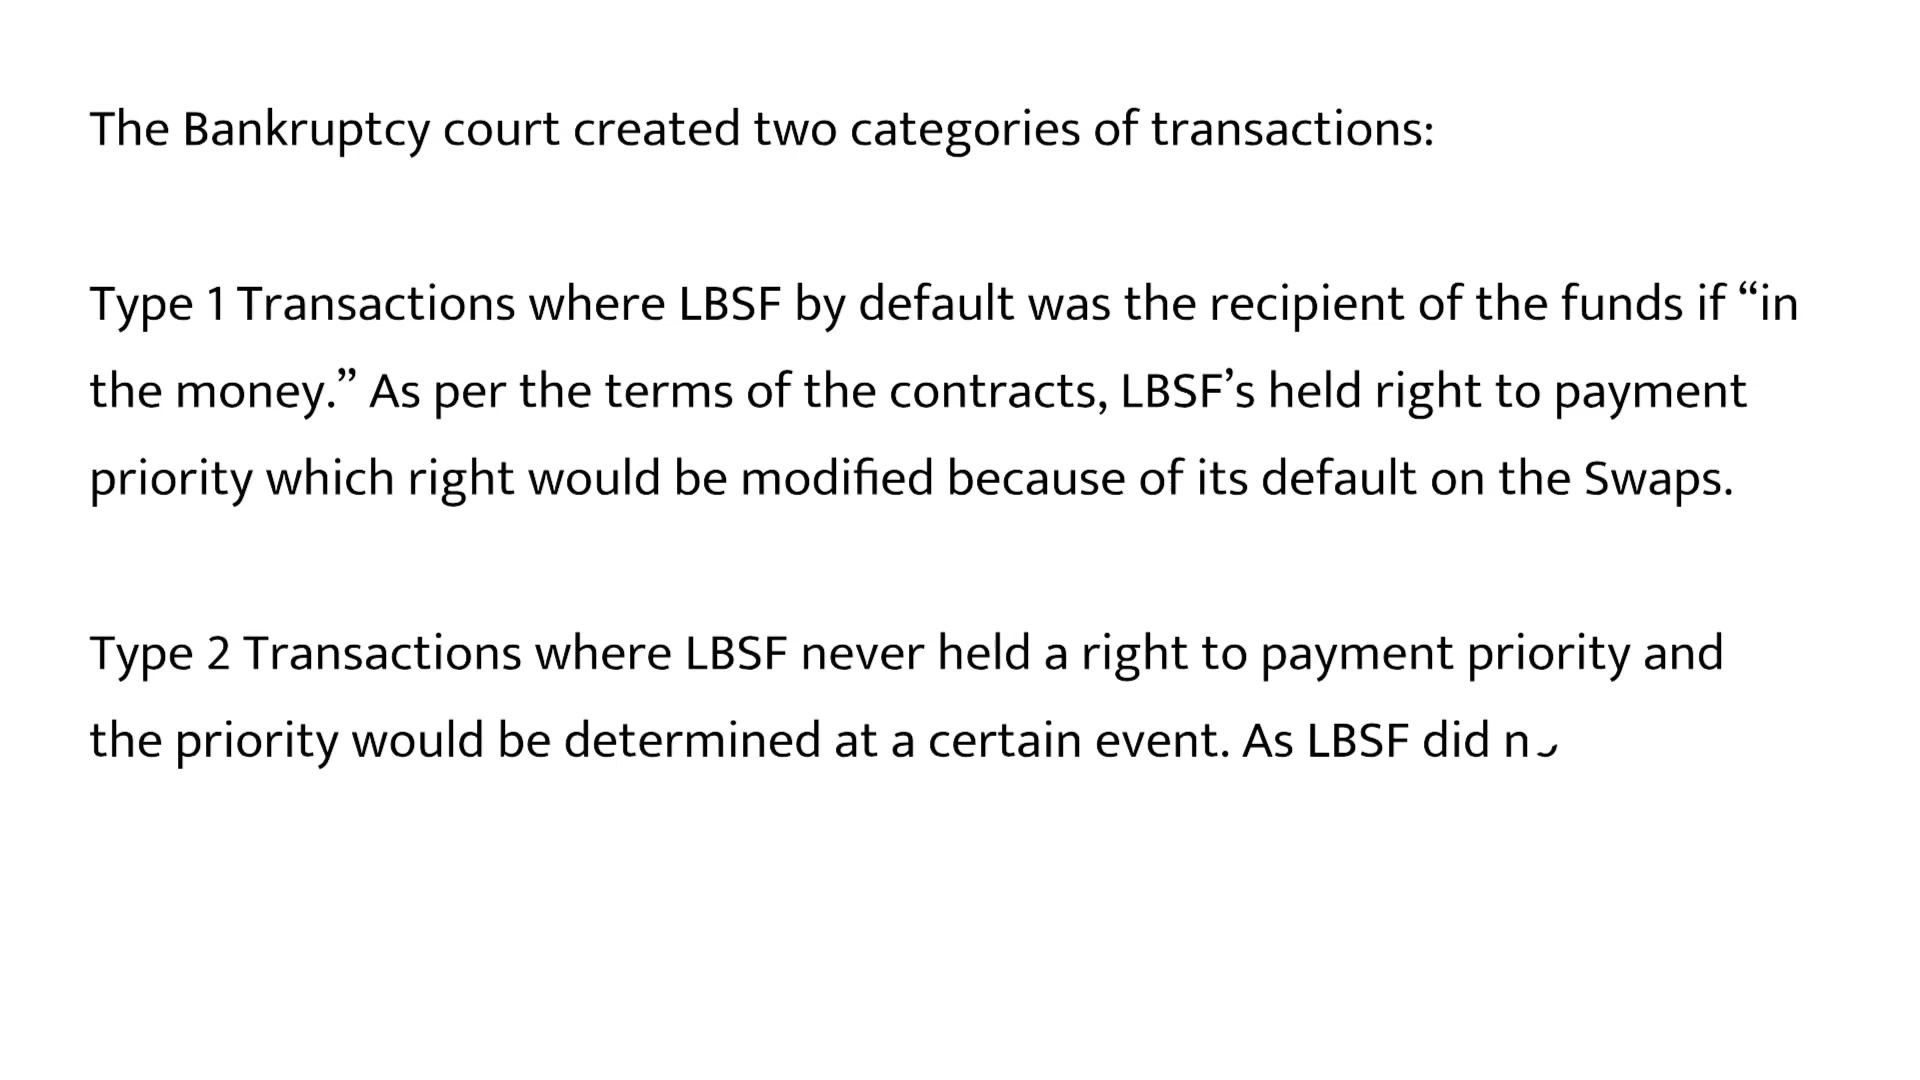 The Bankruptcy court created two categories of transactions:
Type 1 Transactions where LBSF by default was the recipient of the funds if “in
the money.” As per the terms of the contracts, LBSF’s held right to payment
priority which right would be modified because of its default on the Swaps.
Type 2 Transactions where LBSF never held a right to payment priority and
the priority would be determined at a certain event. As LBSF did